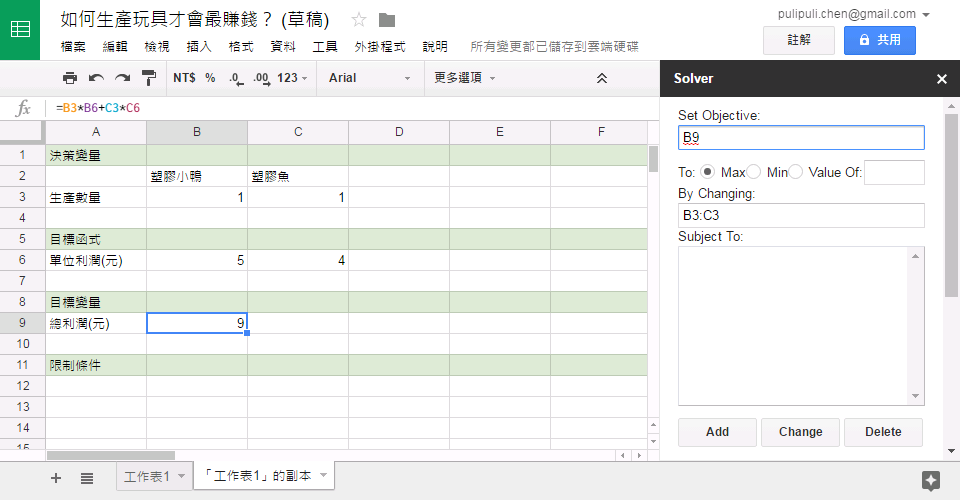 如何生產玩具才會最賺錢？ (草稿)
pulipuli.chen@gmail.com
檔案 編輯 檢視 插入 格式 資料 工具 外掛程式 說明 所有變更都已儲存到雲端硬碟
註解 共用
NT$ % .0 .00 123 Arial 更多選項
Solver
fx =B3*B6+C3*C6
A B C D E F
1 決策變量
2 塑膠小鴨 塑膠魚
3 生產數量 1 1
4
5 目標函式
6 單位利潤(元) 5 4
7
8 目標變量
9 總利潤(元) 9
10
11 限制條件
12
13
14
15
Set Objective:
B9
To: Max Min Value Of:
By Changing:
B3:C3
Subject To:
Add Change Delete
工作表1 「工作表1」的副本